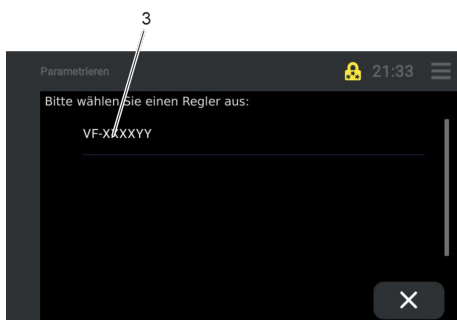 3
Parametrieren
21:33
Bitte wählen Sie einen Regler aus:
VF-XXXXYY